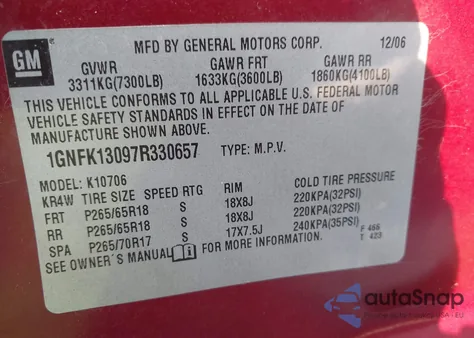 GM
MFD BY GENERAL MOTORS CORP. 12/06
GVWR GAWR FRT GAWR RR
3311KG(7300LB) 1633KG(3600LB) 1860KG(4100LB)
THIS VEHICLE CONFORMS TO ALL APPLICABLE U.S. FEDERAL MOTOR
VEHICLE SAFETY STANDARDS IN EFFECT ON THE DATE OF
MANUFACTURE SHOWN ABOVE.
1GNFK13097R330657 TYPE: M.P.V.
MODEL: K10706
KR4W TIRE SIZE SPEED RTG RIM COLD TIRE PRESSURE
FRT P265/65R18 S 18X8J 220KPA(32PSI)
RR P265/65R18 S 18X8J 220KPA(32PSI)
SPA P265/70R17 S 17X7.5J 240KPA(35PSI)
SEE OWNER'S MANUAL FOR MORE INFORMATION. F 466
T 423
autoSnap